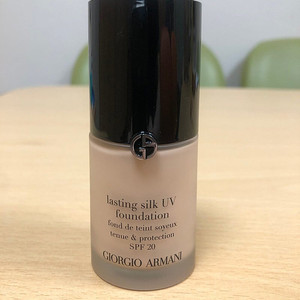 lasting silk UV
foundation
fond de teint soyeux
tenue & protection
SPF 20
GIORGIO ARMANI